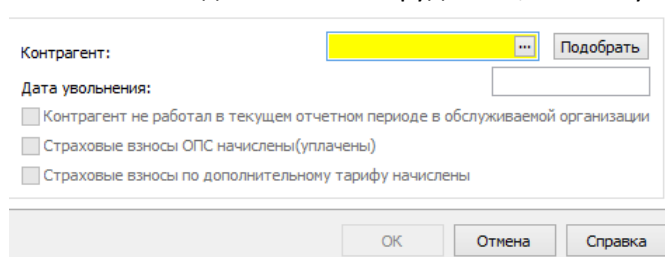 Контрагент: ... Подобрать
Дата увольнения:
Контрагент не работал в текущем отчетном периоде в обслуживаемой организации
Страховые взносы ОПС начислены(уплачены)
Страховые взносы по дополнительному тарифу начислены
ОК Отмена Справка